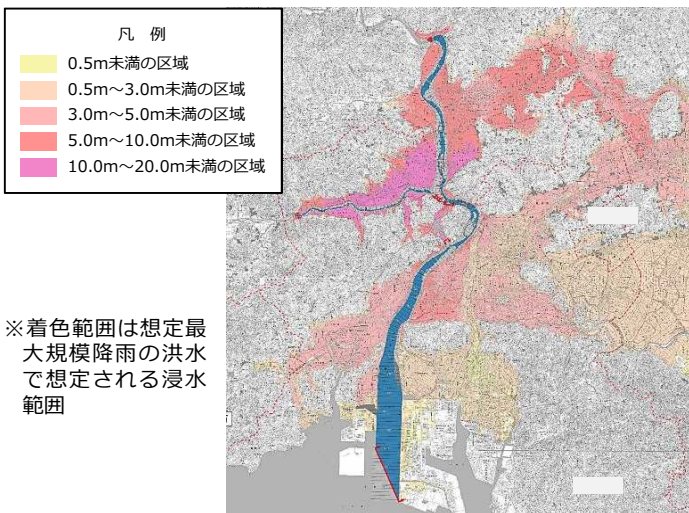 凡 例
0.5m未満の区域
0.5m～3.0m未満の区域
3.0m～5.0m未満の区域
5.0m～10.0m未満の区域
10.0m～20.0m未満の区域
※着色範囲は想定最
大規模降雨の洪水
で想定される浸水
範囲